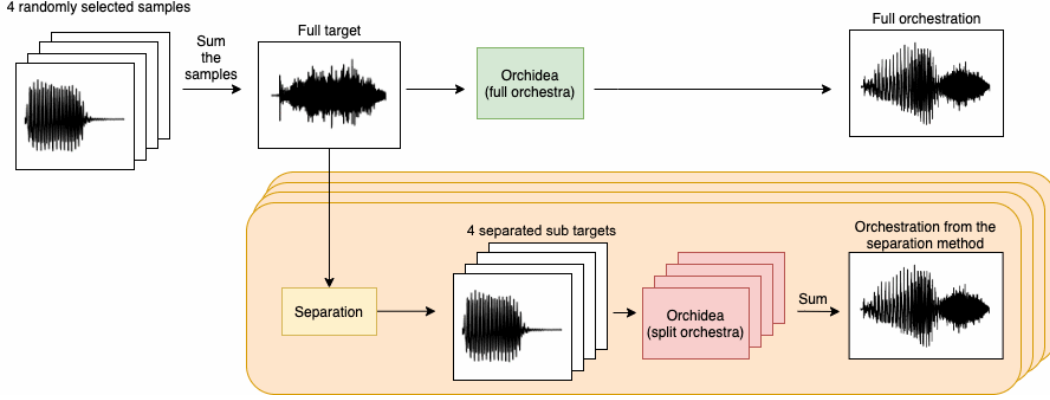 4 randomly selected samples
Sum
the
samples
Full target
Orchidea
(full orchestra)
Full orchestration
Separation
4 separated sub targets
Orchidea
(split orchestra)
Sum
Orchestration from the
separation method